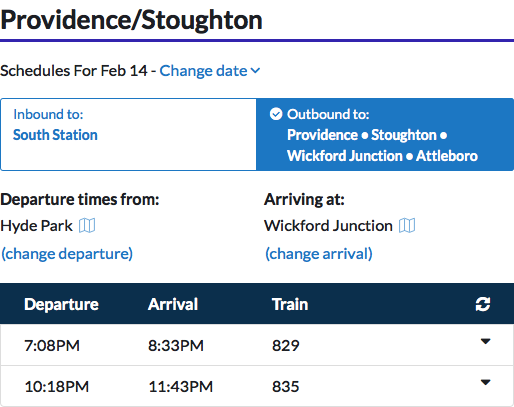 Providence/Stoughton
Schedules For Feb 14 - Change date
Inbound to:
South Station
Outbound to:
Providence • Stoughton •
Wickford Junction • Attleboro
Departure times from:
Hyde Park
(change departure)
Arriving at:
Wickford Junction
(change arrival)
Departure Arrival Train
7:08PM 8:33PM 829
10:18PM 11:43PM 835